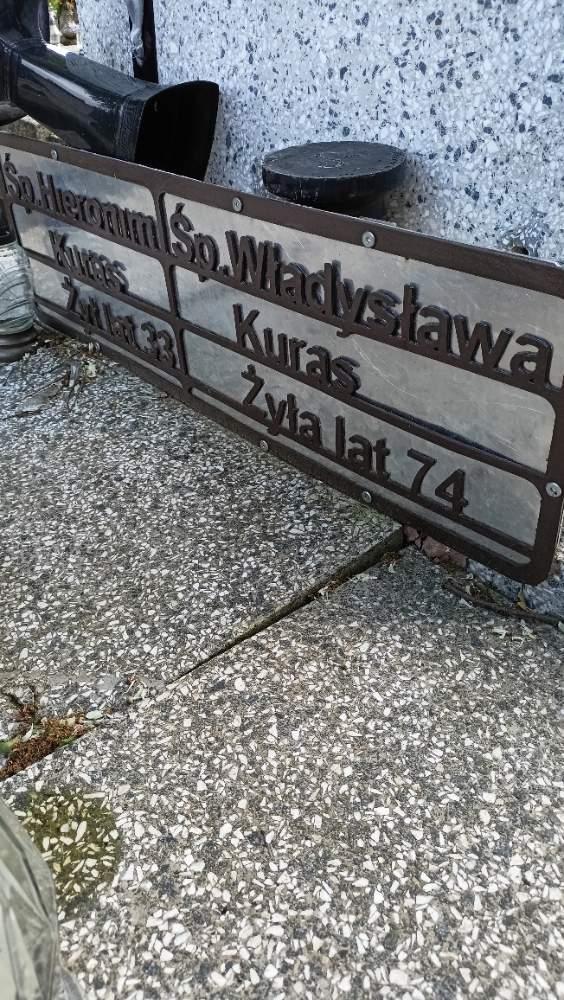 Śp. Hieronim
Kuras
Żył lat 33
Śp. Władysława
Kuras
Żyła lat 74